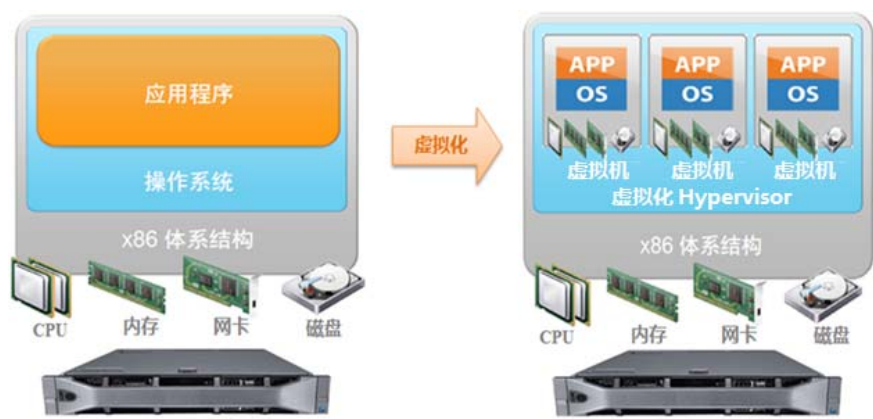 应用程序
操作系统
x86 体系结构
CPU
内存
网卡
磁盘
虚拟化
APP
OS
APP
OS
APP
OS
虚拟机
虚拟机
虚拟机
虚拟化 Hypervisor
x86 体系结构
CPU
内存
网卡
磁盘